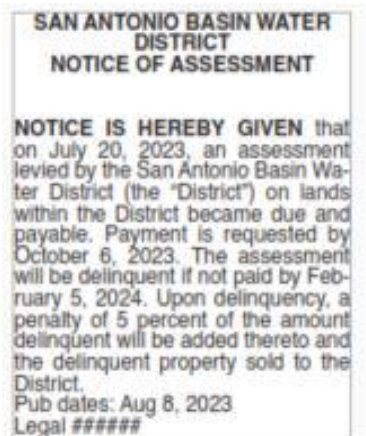 SAN ANTONIO BASIN WATER
DISTRICT
NOTICE OF ASSESSMENT
NOTICE IS HEREBY GIVEN that
on July 20, 2023, an assessment
levied by the San Antonio Basin Wa-
ter District (the "District") on lands
within the District became due and
payable. Payment is requested by
October 6, 2023. The assessment
will be delinquent if not paid by Feb-
ruary 5, 2024. Upon delinquency, a
penalty of 5 percent of the amount
delinquent will be added thereto and
the delinquent property sold to the
District.
Pub dates: Aug 8, 2023
Legal ######